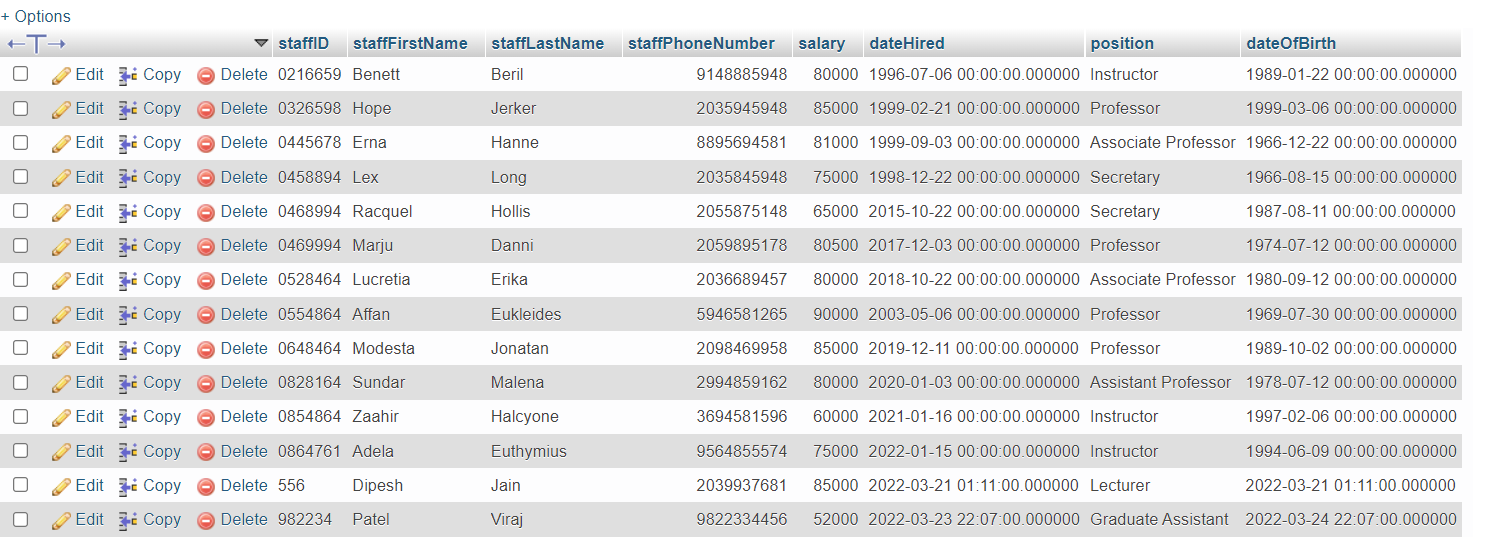 + Options
←T→ staffID staffFirstName staffLastName staffPhoneNumber salary dateHired position dateOfBirth
Edit Copy Delete 0216659 Benett Beril 9148885948 80000 1996-07-06 00:00:00.000000 Instructor 1989-01-22 00:00:00.000000
Edit Copy Delete 0326598 Hope Jerker 2035945948 85000 1999-02-21 00:00:00.000000 Professor 1999-03-06 00:00:00.000000
Edit Copy Delete 0445678 Erna Hanne 8895694581 81000 1999-09-03 00:00:00.000000 Associate Professor 1966-12-22 00:00:00.000000
Edit Copy Delete 0458894 Lex Long 2035845948 75000 1998-12-22 00:00:00.000000 Secretary 1966-08-15 00:00:00.000000
Edit Copy Delete 0468994 Racquel Hollis 2055875148 65000 2015-10-22 00:00:00.000000 Secretary 1987-08-11 00:00:00.000000
Edit Copy Delete 0469994 Marju Danni 2059895178 80500 2017-12-03 00:00:00.000000 Professor 1974-07-12 00:00:00.000000
Edit Copy Delete 0528464 Lucretia Erika 2036689457 80000 2018-10-22 00:00:00.000000 Associate Professor 1980-09-12 00:00:00.000000
Edit Copy Delete 0554864 Affan Eukleides 5946581265 90000 2003-05-06 00:00:00.000000 Professor 1969-07-30 00:00:00.000000
Edit Copy Delete 0648464 Modesta Jonatan 2098469958 85000 2019-12-11 00:00:00.000000 Professor 1989-10-02 00:00:00.000000
Edit Copy Delete 0828164 Sundar Malena 2994859162 80000 2020-01-03 00:00:00.000000 Assistant Professor 1978-07-12 00:00:00.000000
Edit Copy Delete 0854864 Zaahir Halcyone 3694581596 60000 2021-01-16 00:00:00.000000 Instructor 1997-02-06 00:00:00.000000
Edit Copy Delete 0864761 Adela Euthymius 9564855574 75000 2022-01-15 00:00:00.000000 Instructor 1994-06-09 00:00:00.000000
Edit Copy Delete 556 Dipesh Jain 2039937681 85000 2022-03-21 01:11:00.000000 Lecturer 2022-03-21 01:11:00.000000
Edit Copy Delete 982234 Patel Viraj 9822334456 52000 2022-03-23 22:07:00.000000 Graduate Assistant 2022-03-24 22:07:00.000000